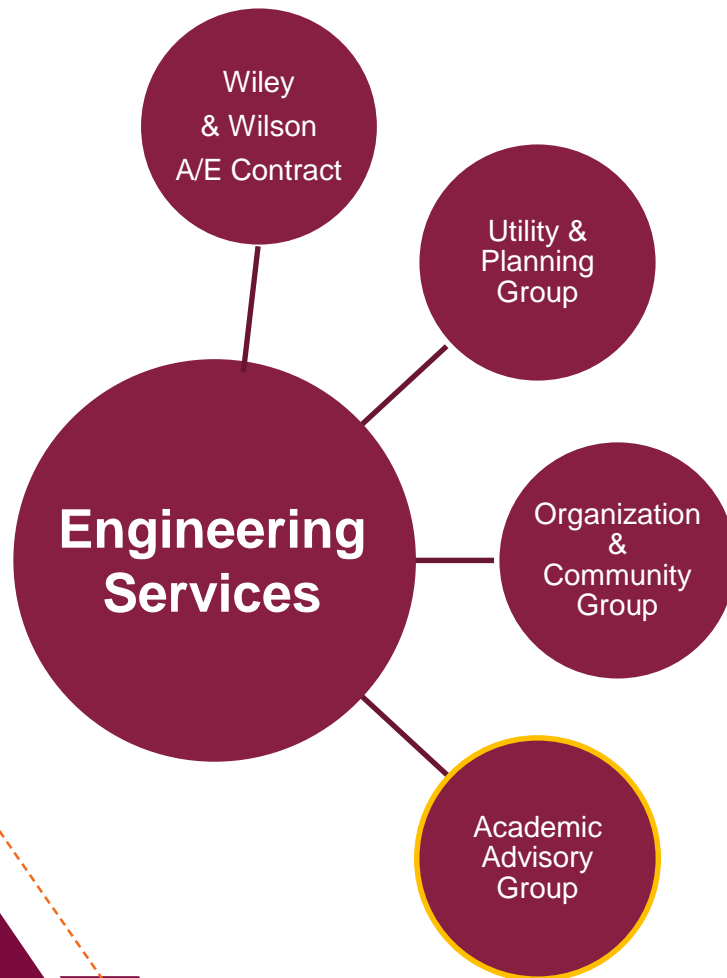 Wiley
& Wilson
A/E Contract
Utility &
Planning
Group
Engineering
Services
Organization
&
Community
Group
Academic
Advisory
Group